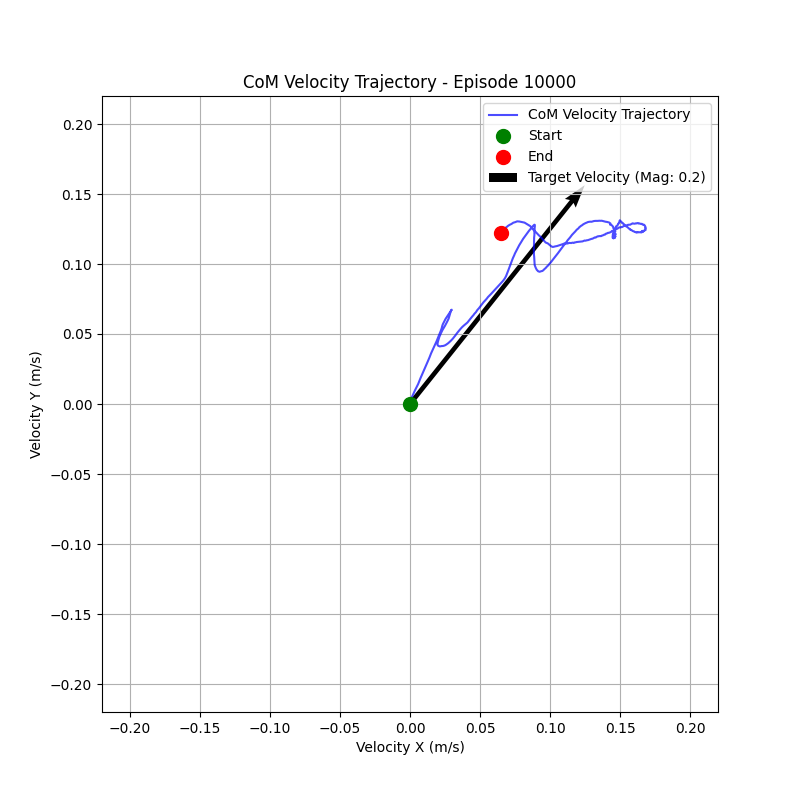 CoM Velocity Trajectory - Episode 10000
CoM Velocity Trajectory
Start
End
Target Velocity (Mag: 0.2)
0.20
0.15
0.10
0.05
0.00
−0.05
−0.10
−0.15
−0.20
Velocity Y (m/s)
−0.20 −0.15 −0.10 −0.05 0.00 0.05 0.10 0.15 0.20
Velocity X (m/s)